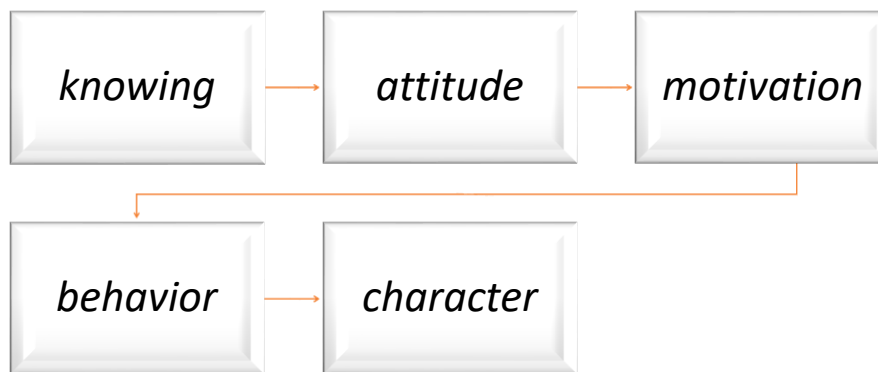 knowing
attitude
motivation
behavior
character